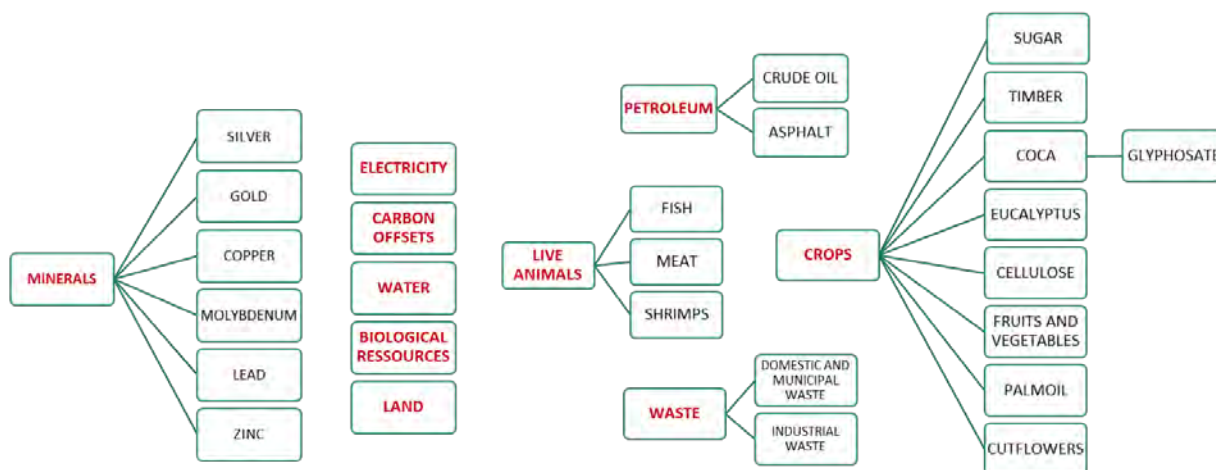 MINERALS
SILVER
GOLD
COPPER
MOLYBDENUM
LEAD
ZINC
ELECTRICITY
CARBON
OFFSETS
WATER
BIOLOGICAL
RESSOURCES
LAND
PETROLEUM
CRUDE OIL
ASPHALT
LIVE
ANIMALS
FISH
MEAT
SHRIMPS
WASTE
DOMESTIC AND
MUNICIPAL
WASTE
INDUSTRIAL
WASTE
CROPS
SUGAR
TIMBER
COCA
GLYPHOSATE
EUCALYPTUS
CELLULOSE
FRUITS AND
VEGETABLES
PALMOIL
CUTFLOWERS